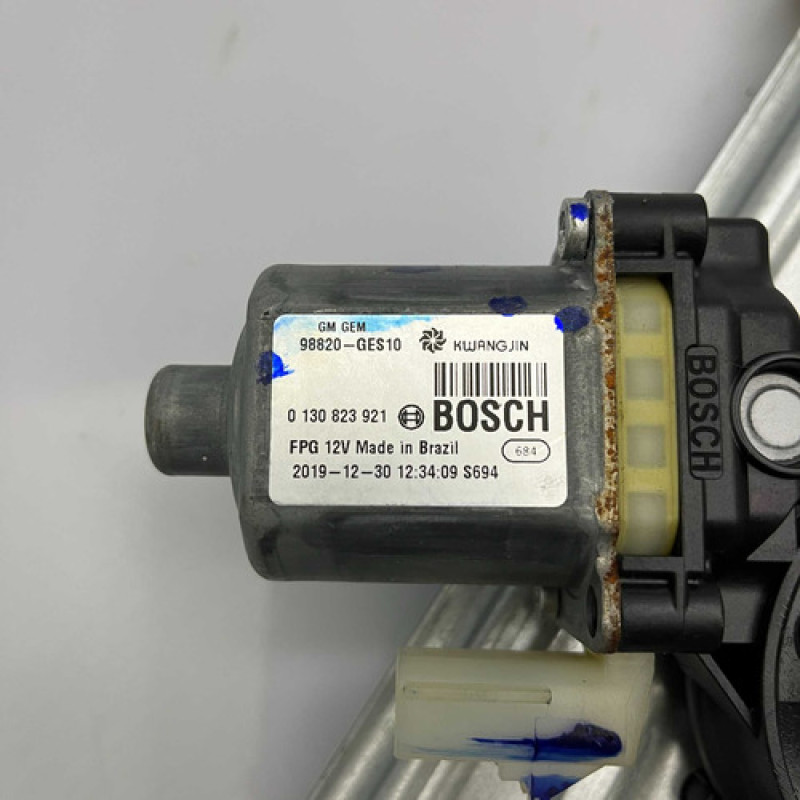 GM GEM
98820-GES10 KWANGJIN
0 130 823 921 BOSCH
FPG 12V Made in Brazil 684
2019-12-30 12:34:09 S694
BOSCH